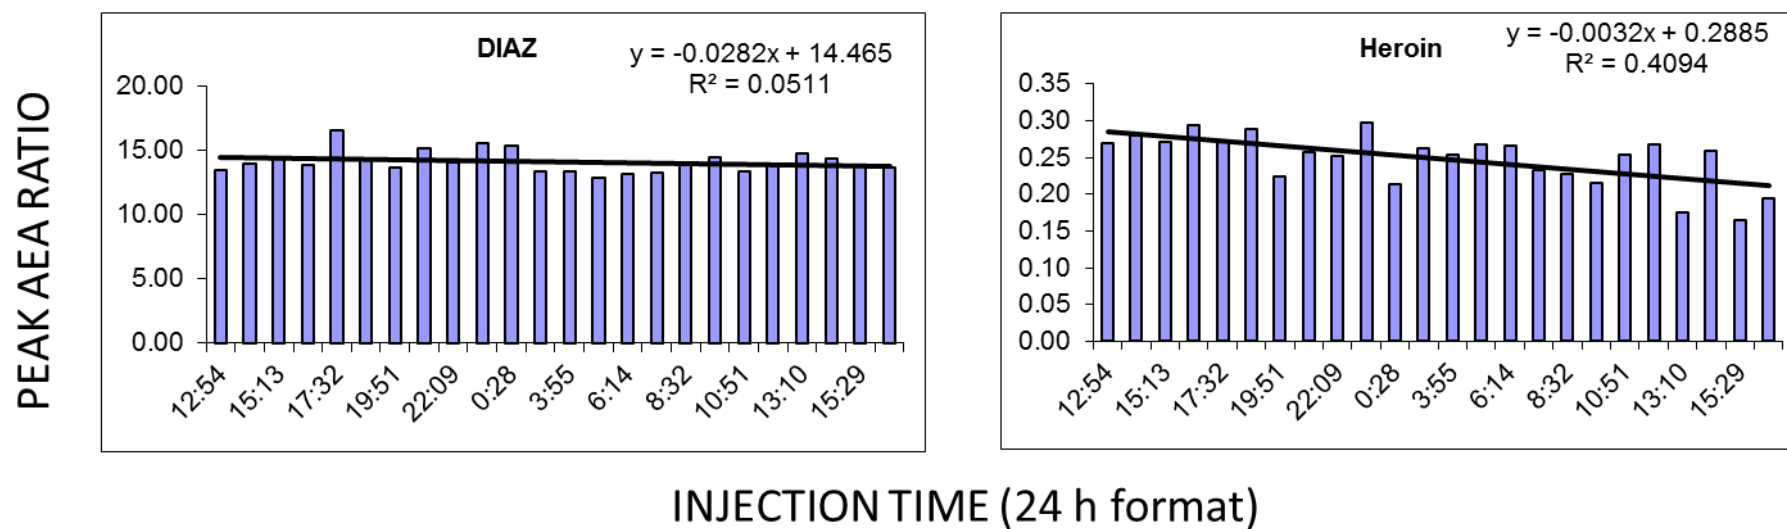 PEAK AEA RATIO
DIAZ
y = -0.0282x + 14.465
R² = 0.0511
20.00
15.00
10.00
5.00
0.00
12:54 15:13 17:32 19:51 22:09 0:28 3:55 6:14 8:32 10:51 13:10 15:29
Heroin
y = -0.0032x + 0.2885
R² = 0.4094
0.35
0.30
0.25
0.20
0.15
0.10
0.05
0.00
12:54 15:13 17:32 19:51 22:09 0:28 3:55 6:14 8:32 10:51 13:10 15:29
INJECTION TIME (24 h format)